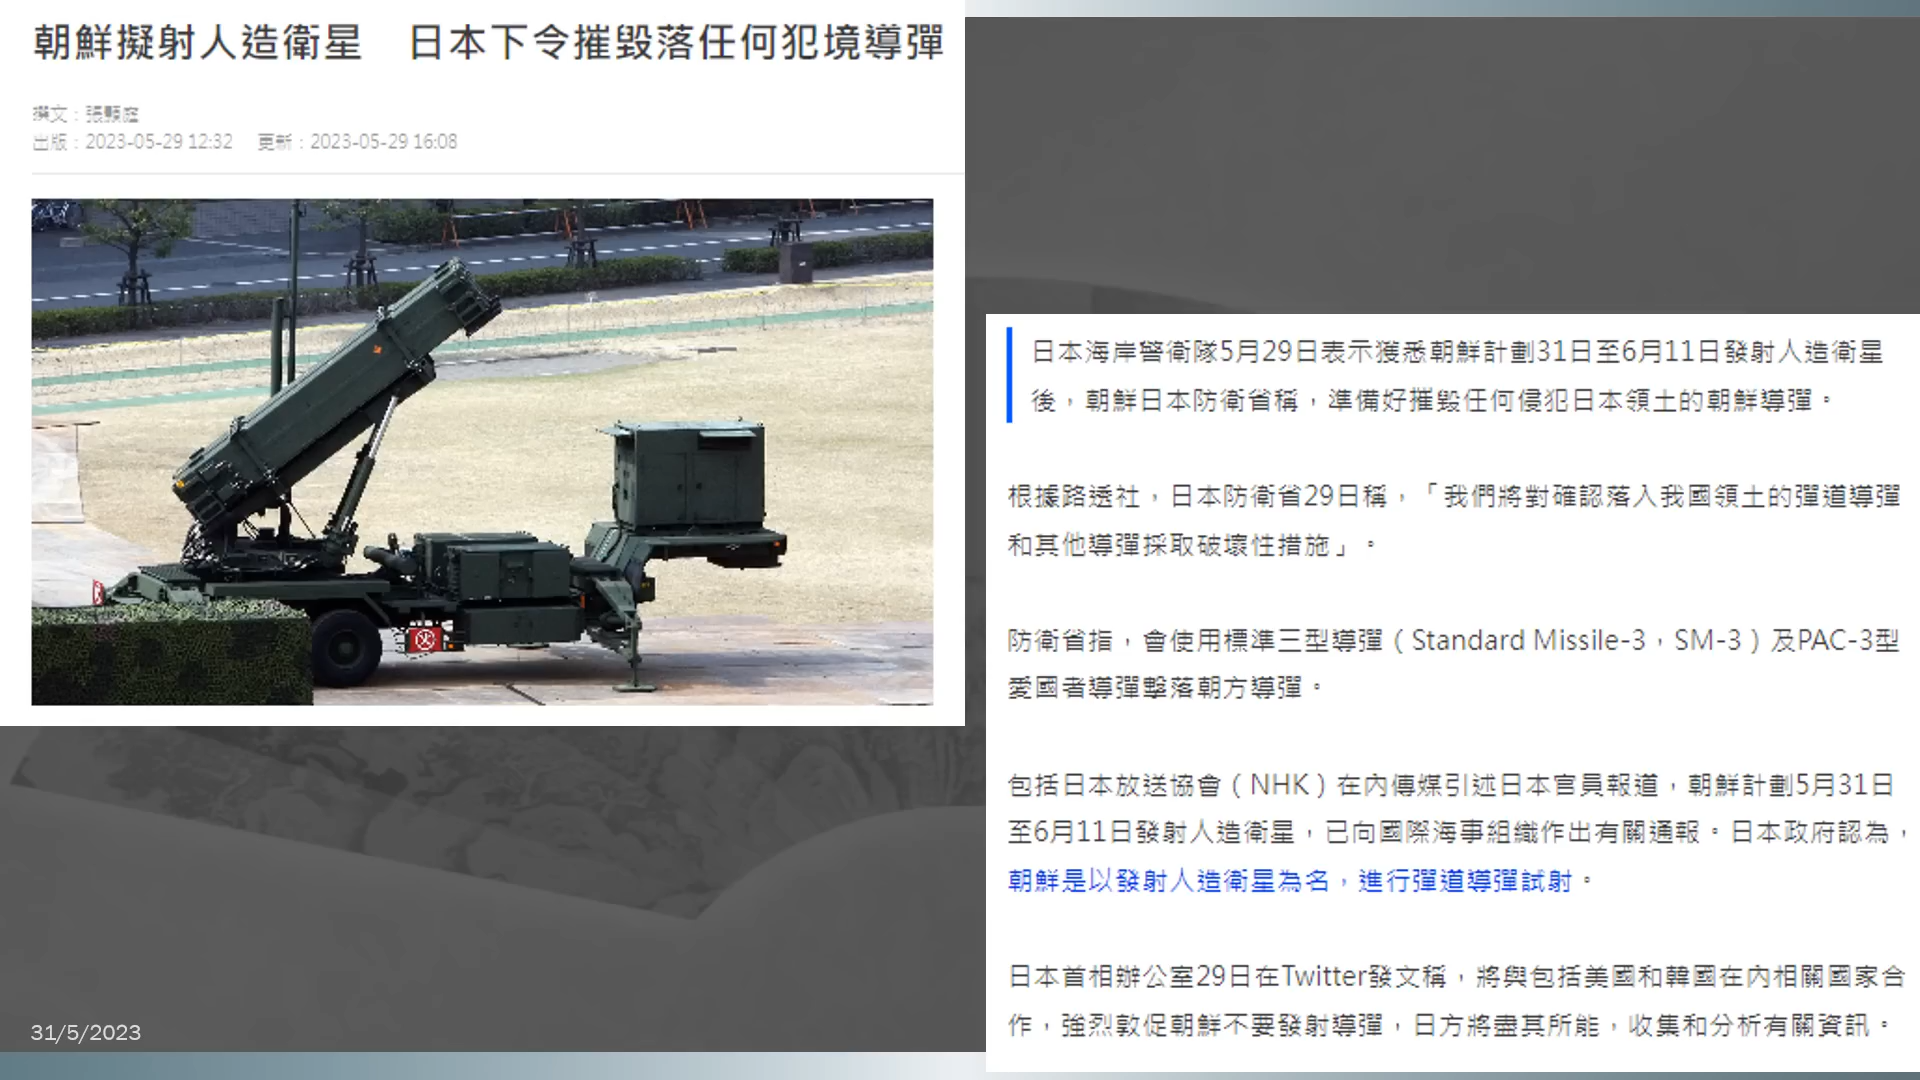 朝鮮擬射人造衛星　日本下令摧毀落任何犯境導彈
撰文：張顥庭
出版：2023-05-29 12:32　更新：2023-05-29 16:08
日本海岸警衛隊5月29日表示獲悉朝鮮計劃31日至6月11日發射人造衛星
後，朝鮮日本防衛省稱，準備好摧毀任何侵犯日本領土的朝鮮導彈。
根據路透社，日本防衛省29日稱，「我們將對確認落入我國領土的彈道導彈
和其他導彈採取破壞性措施」。
防衛省指，會使用標準三型導彈（Standard Missile-3，SM-3）及PAC-3型
愛國者導彈擊落朝方導彈。
包括日本放送協會（NHK）在內傳媒引述日本官員報道，朝鮮計劃5月31日
至6月11日發射人造衛星，已向國際海事組織作出有關通報。日本政府認為，
朝鮮是以發射人造衛星為名，進行彈道導彈試射。
日本首相辦公室29日在Twitter發文稱，將與包括美國和韓國在內相關國家合
作，強烈敦促朝鮮不要發射導彈，日方將盡其所能，收集和分析有關資訊。
31/5/2023